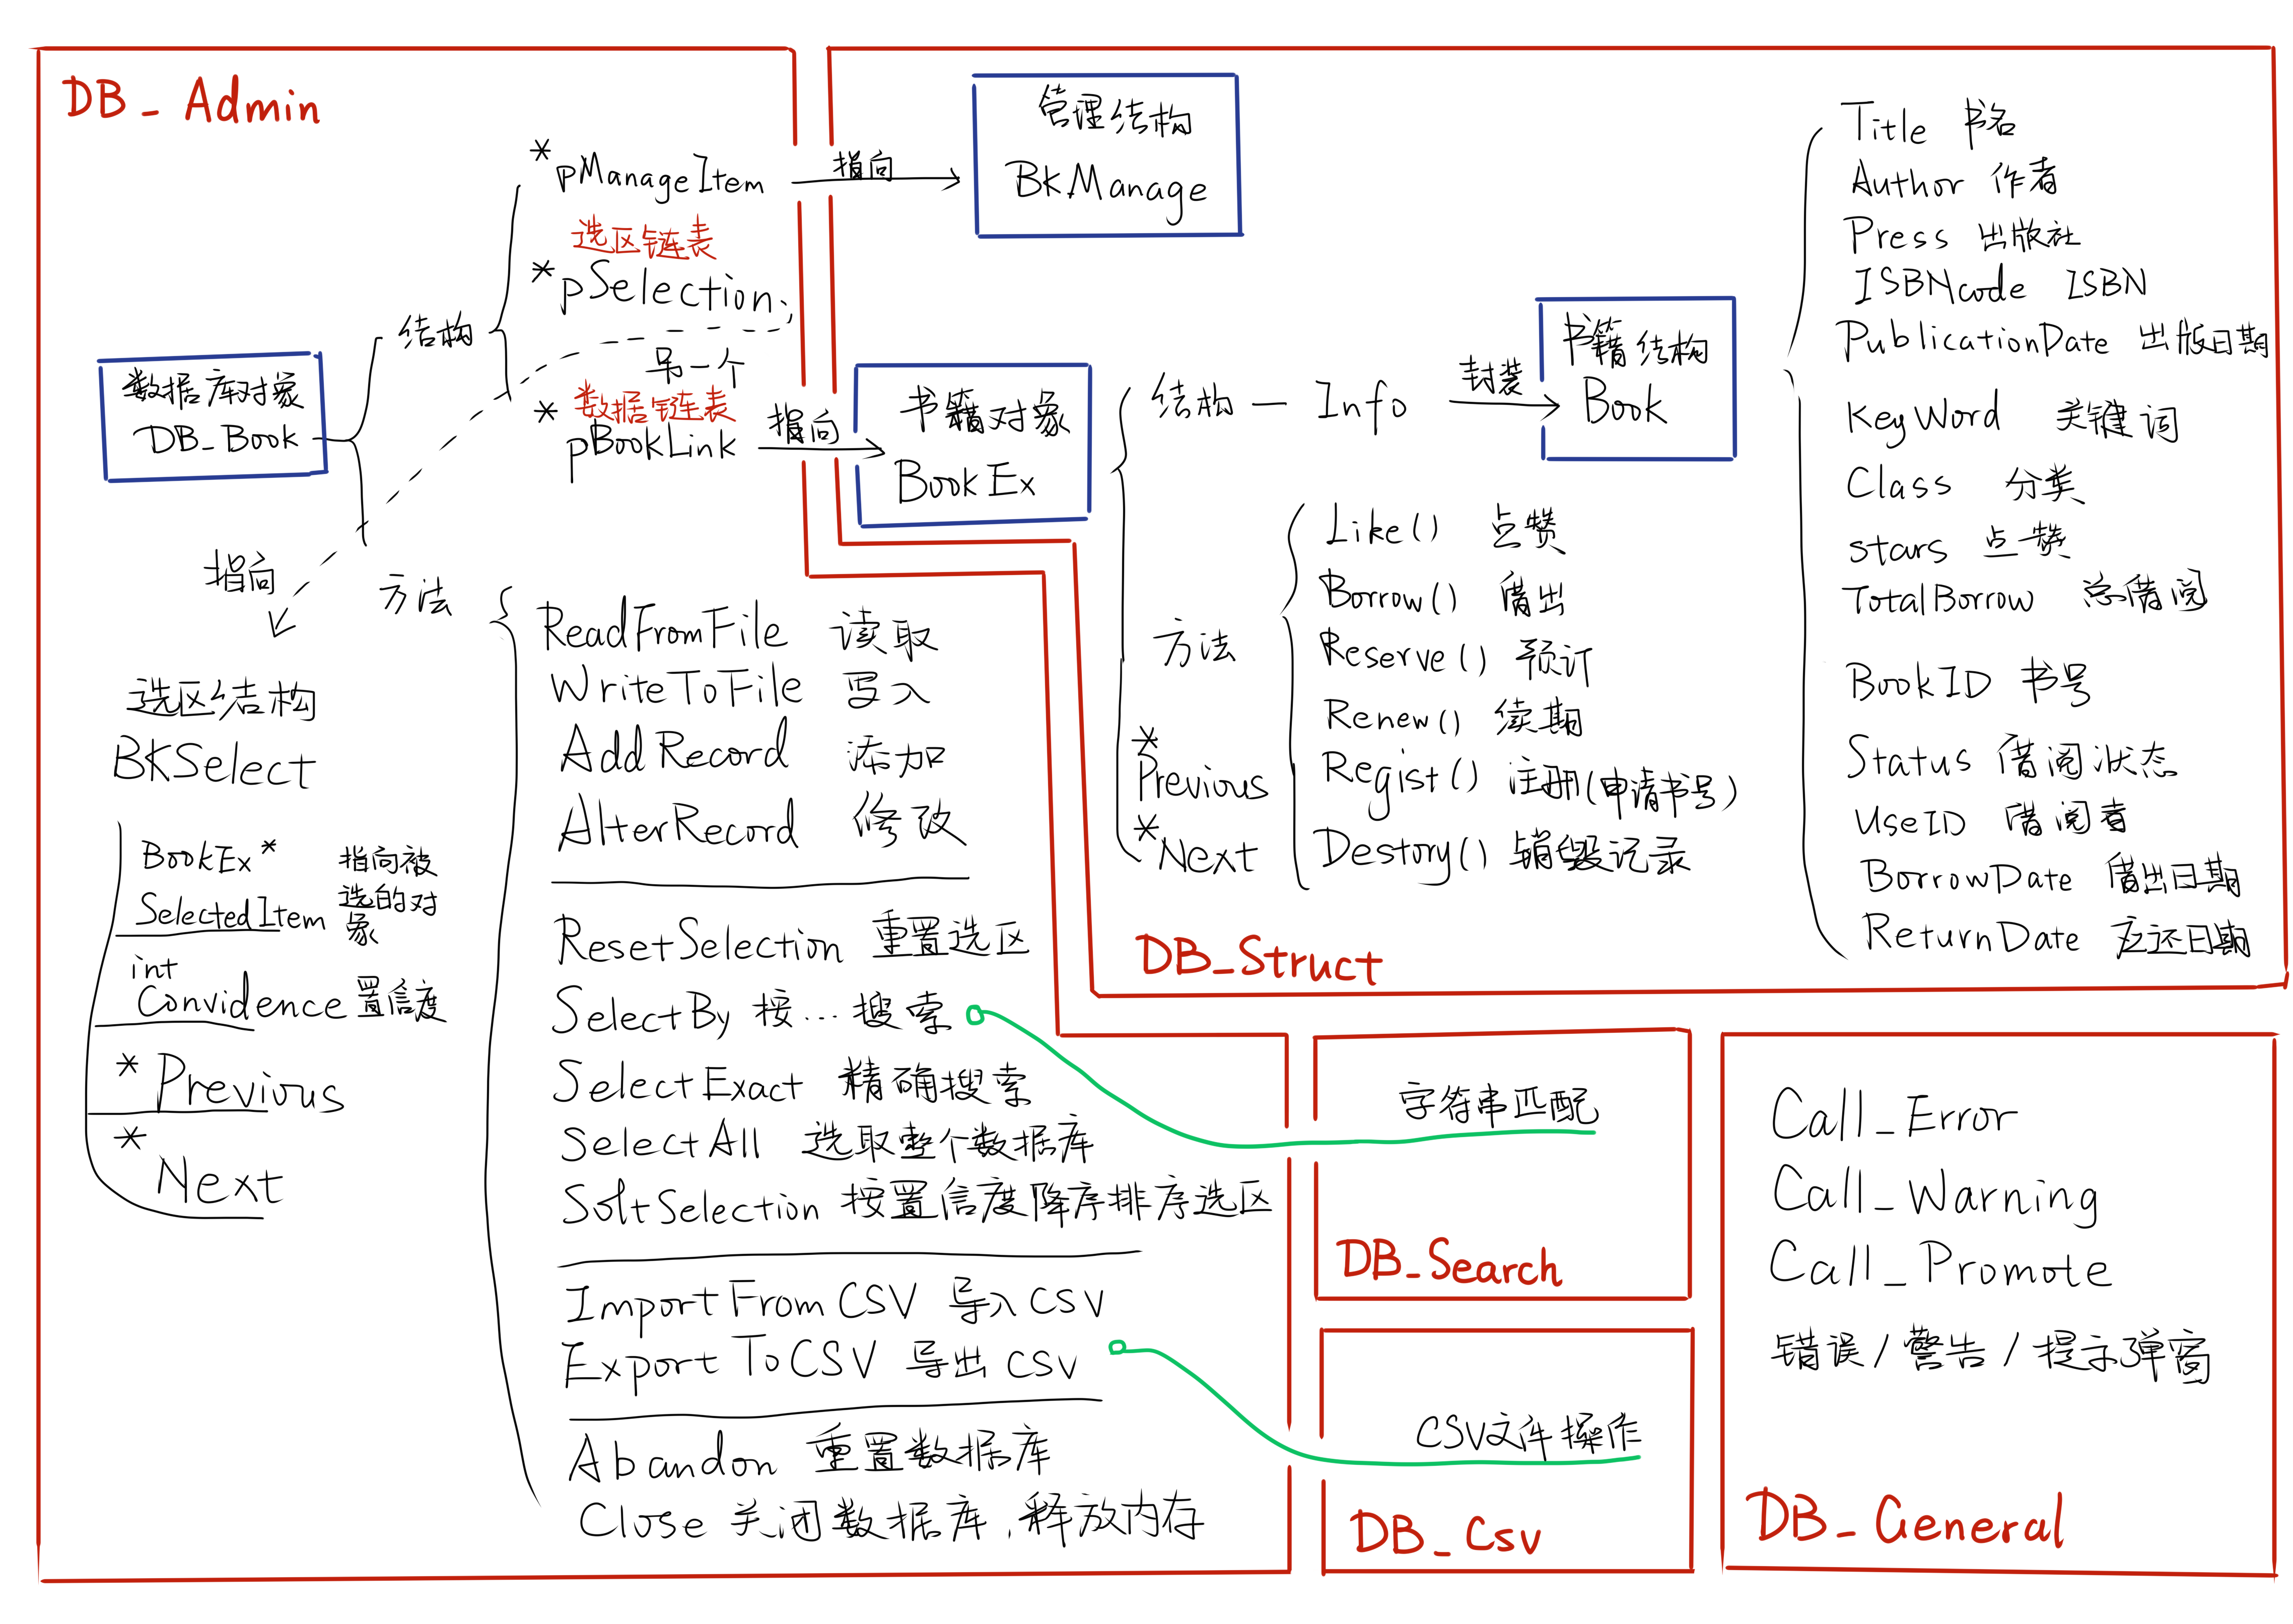 DB_Admin
数据库对象
DB_Book
结构
*pManageItem
指向
选区链表
*pSelection
另一个
数据链表
*pBookLink
指向
指向
方法
选区结构
BKSelect
BookEx*
SelectedItem
指向被
选的对
象
int
Convidence 置信度
*Previous
*Next
ReadFromFile 读取
WriteToFile 写入
AddRecord 添加
AlterRecord 修改
ResetSelection 重置选区
SelectBy 按...搜索
SelectExact 精确搜索
SelectAll 选取整个数据库
SoltSelection 按置信度降序排序选区
ImportFromCSV 导入CSV
ExportToCSV 导出CSV
Abandon 重置数据库
Close 关闭数据库,释放内存
管理结构
BKManage
书籍对象
BookEx
结构 — Info
封装
书籍结构
Book
方法
*
Previous
*Next
Like() 点赞
Borrow() 借出
Reserve() 预订
Renew() 续期
Regist() 注册(申请书号)
Destory() 销毁记录
Title 书名
Author 作者
Press 出版社
ISBNcode ISBN
PublicationDate 出版日期
KeyWord 关键词
Class 分类
stars 点赞
TotalBorrow 总借阅
BookID 书号
Status 借阅状态
UseID 借阅者
BorrowDate 借出日期
ReturnDate 应还日期
DB_Struct
字符串匹配
DB_Search
CSV文件操作
DB_Csv
Call_Error
Call_Warning
Call_Promote
错误/警告/提示弹窗
DB_General